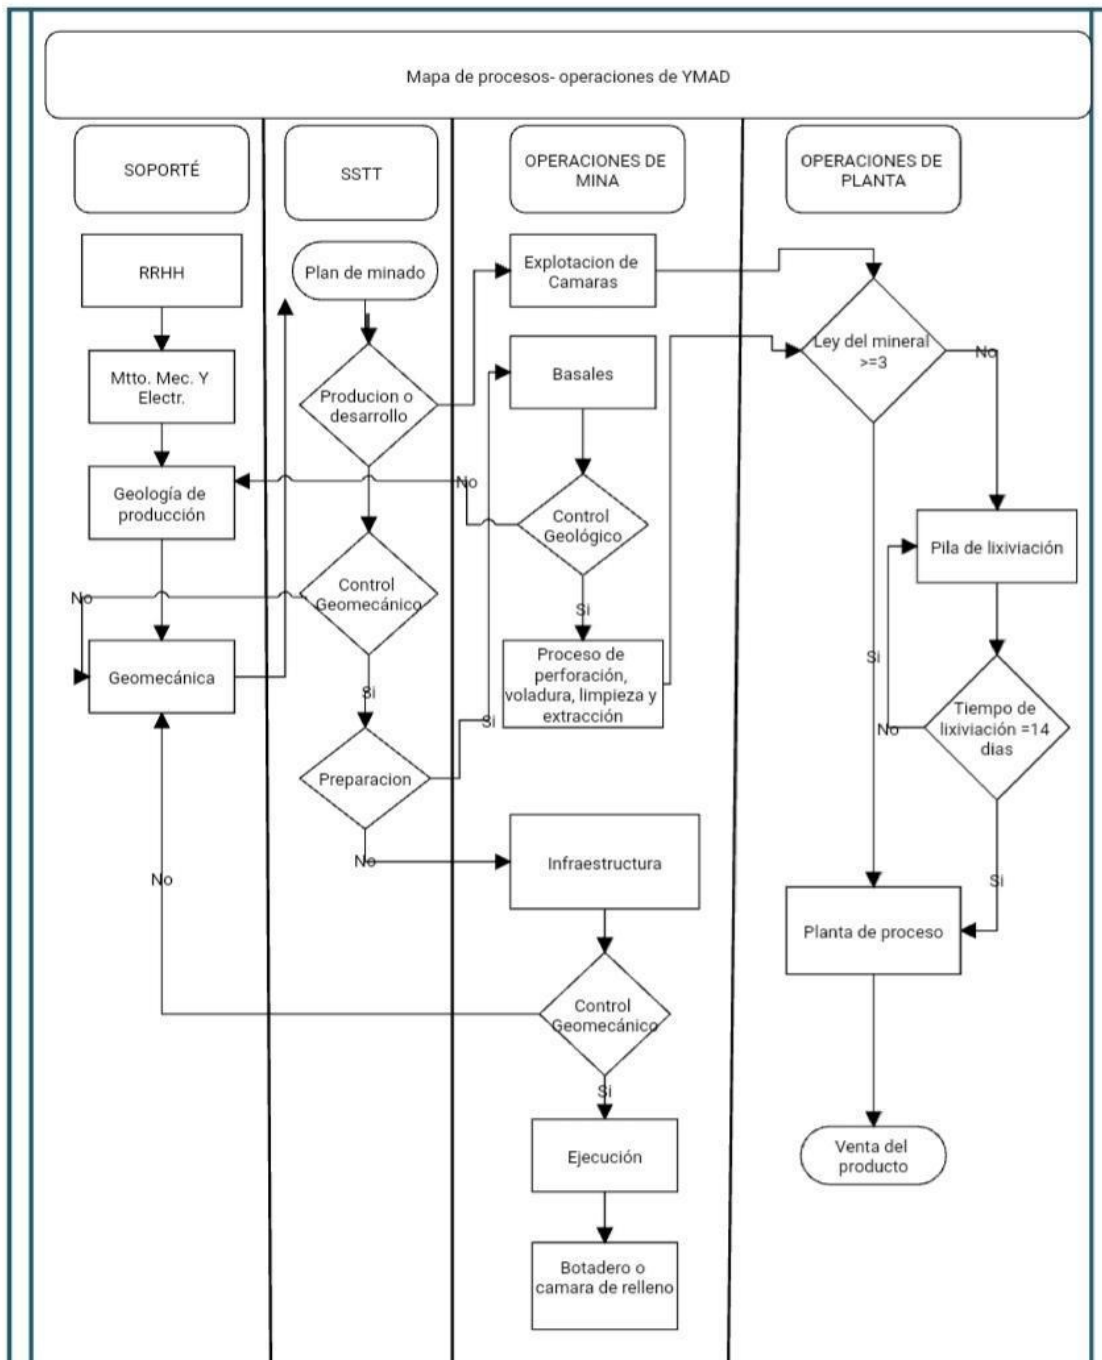 Mapa de procesos- operaciones de YMAD
SOPORTÉ
SSTT
OPERACIONES DE
MINA
OPERACIONES DE
PLANTA
RRHH
Mtto. Mec. Y
Electr.
Geología de
producción
No
Geomecánica
No
Plan de minado
Producion o
desarrollo
Control
Geomecánico
Si
Preparacion
No
Si
Explotacion de
Camaras
Basales
No
Control
Geológico
Si
Proceso de
perforación,
voladura, limpieza y
extracción
Infraestructura
Control
Geomecánico
Si
Ejecución
Botadero o
camara de relleno
Ley del mineral
>=3
No
Pila de lixiviación
Si
No
Tiempo de
lixiviación =14
dias
Si
Planta de proceso
Venta del
producto